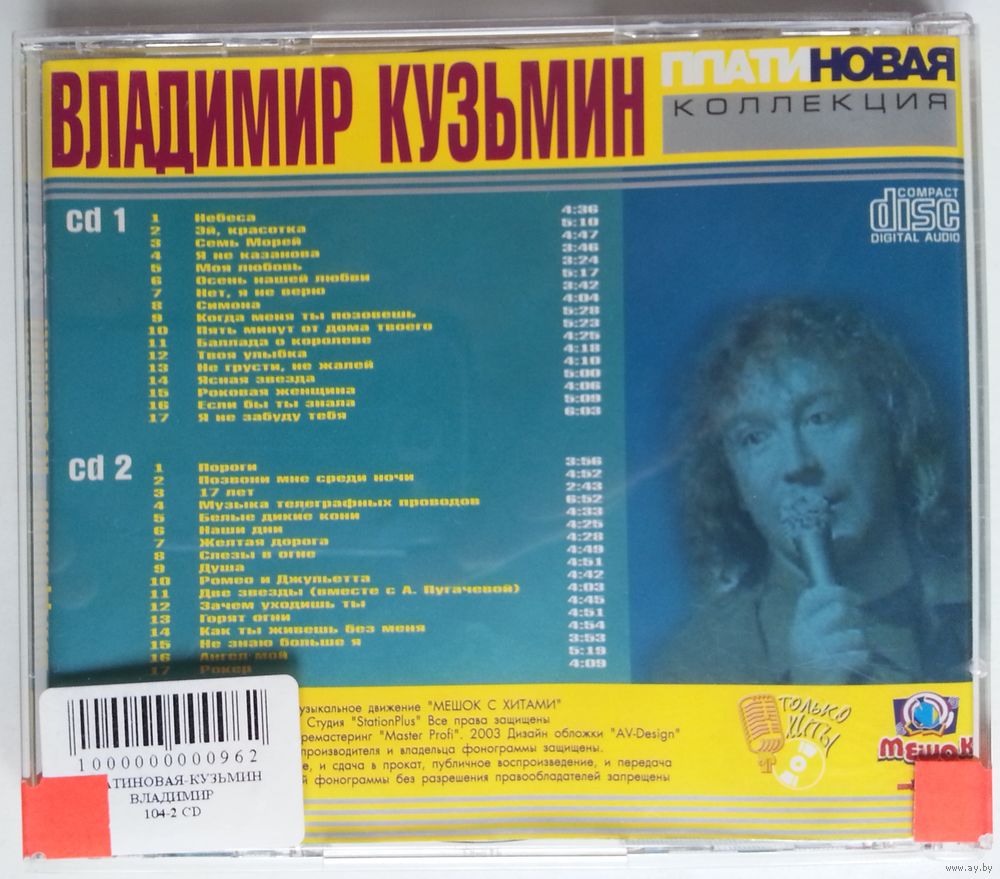 ВЛАДИМИР КУЗЬМИН
ПЛАТИНОВАЯ
КОЛЛЕКЦИЯ
COMPACT
disc
DIGITAL AUDIO
cd 1
1 Небеса 4:36
2 Эй, красотка 5:10
3 Семь Морей 4:47
4 Я не казанова 3:46
5 Моя любовь 3:24
6 Осень нашей любви 5:17
7 Нет, я не верю 3:42
8 Симона 4:04
9 Когда меня ты позовешь 5:28
10 Пять минут от дома твоего 5:23
11 Баллада о королеве 4:25
12 Твоя улыбка 4:18
13 Не грусти, не жалей 4:10
14 Ясная звезда 5:00
15 Роковая женщина 4:06
16 Если бы ты знала 5:09
17 Я не забуду тебя 6:03
cd 2
1 Пороги 3:56
2 Позвони мне среди ночи 4:52
3 17 лет 2:43
4 Музыка телеграфных проводов 6:52
5 Белые дикие кони 4:33
6 Наши дни 4:25
7 Желтая дорога 4:28
8 Слезы в огне 4:49
9 Душа 4:51
10 Ромео и Джульетта 4:42
11 Две звезды (вместе с А. Пугачевой) 4:03
12 Зачем уходишь ты 4:45
13 Горят огни 4:51
14 Как ты живешь без меня 4:54
15 Не знаю больше я 3:53
16 Ангел мой 5:19
17 Рокер 4:09
узыкальное движение "МЕШОК С ХИТАМИ"
Студия "StationPlus" Все права защищены
ремастеринг "Master Profi". 2003 Дизайн обложки "AV-Design"
производителя и владельца фонограммы защищены.
е, и сдача в прокат, публичное воспроизведение, и передача
й фонограммы без разрешения правообладателей запрещены
ТОЛЬКО
ХИТЫ
МЕШОК
1000000000962
АТИНОВАЯ-КУЗЬМИН
ВЛАДИМИР
104-2 CD
www.ay.by